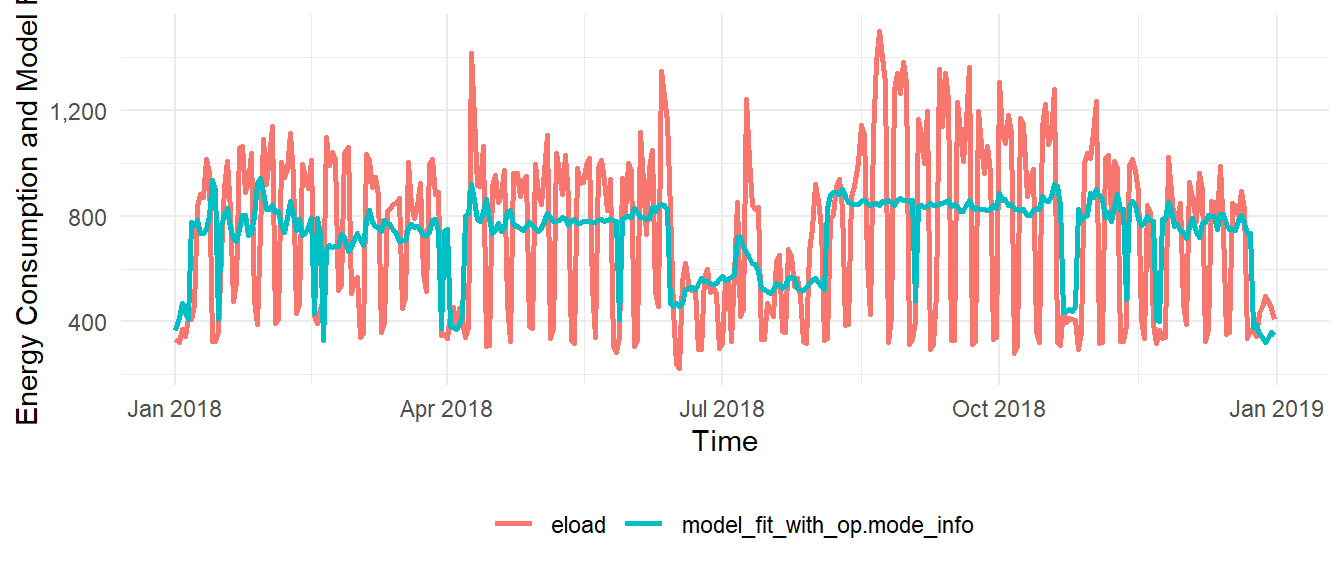 Energy Consumption and Model
1,200
800
400
Jan 2018 Apr 2018 Jul 2018 Oct 2018 Jan 2019
Time
eload model_fit_with_op.mode_info